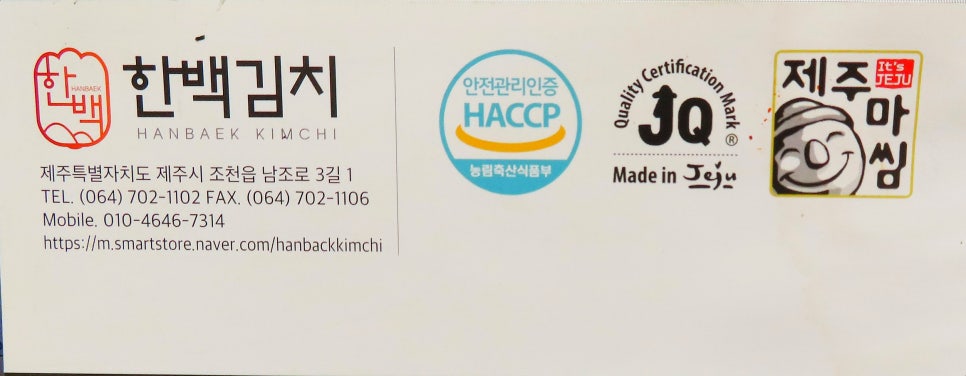 한백
HANBAEK
한백김치
HANBAEK KIMCHI
제주특별자치도 제주시 조천읍 남조로 3길 1
TEL. (064) 702-1102 FAX. (064) 702-1106
Mobile. 010-4646-7314
https://m.smartstore.naver.com/hanbackkimchi
안전관리인증
HACCP
농림축산식품부
Quality Certification Mark
JQ ®
Made in Jeju
제주마씸
It's
JEJU